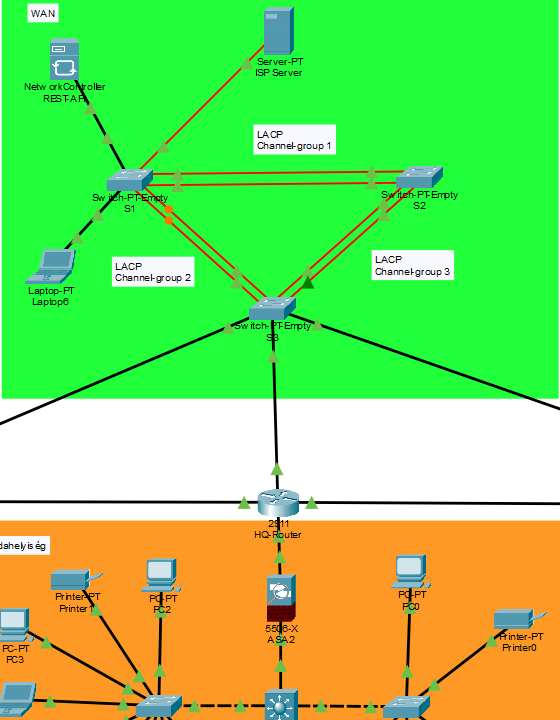 WAN
Server-PT
ISP Server
NetworkController
REST-API
LACP
Channel-group 1
Switch-PT-Empty
S1
Switch-PT-Empty
S2
LACP
Channel-group 2
LACP
Channel-group 3
Laptop-PT
Laptop6
Switch-PT-Empty
S3
2911
HQ-Router
dahelyiség
Printer-PT
Printer1
PC-PT
PC2
PC-PT
PC0
5506-X
ASA2
PC-PT
PC3
Printer-PT
Printer0